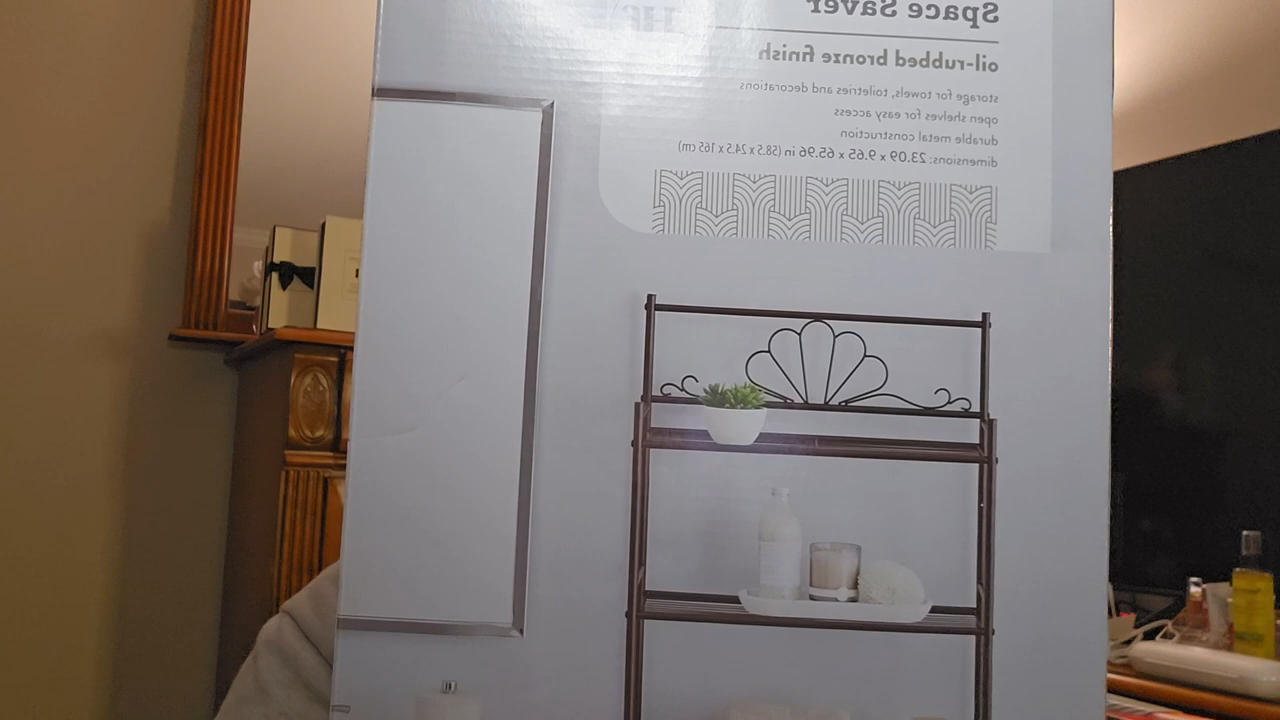 Space Saver
oil-rubbed bronze finish
storage for towels, toiletries, and decorations
open shelves for easy access
durable metal construction
dimensions: 23.09 x 9.65 x 65.96 in (58.5 x 24.5 x 165 cm)